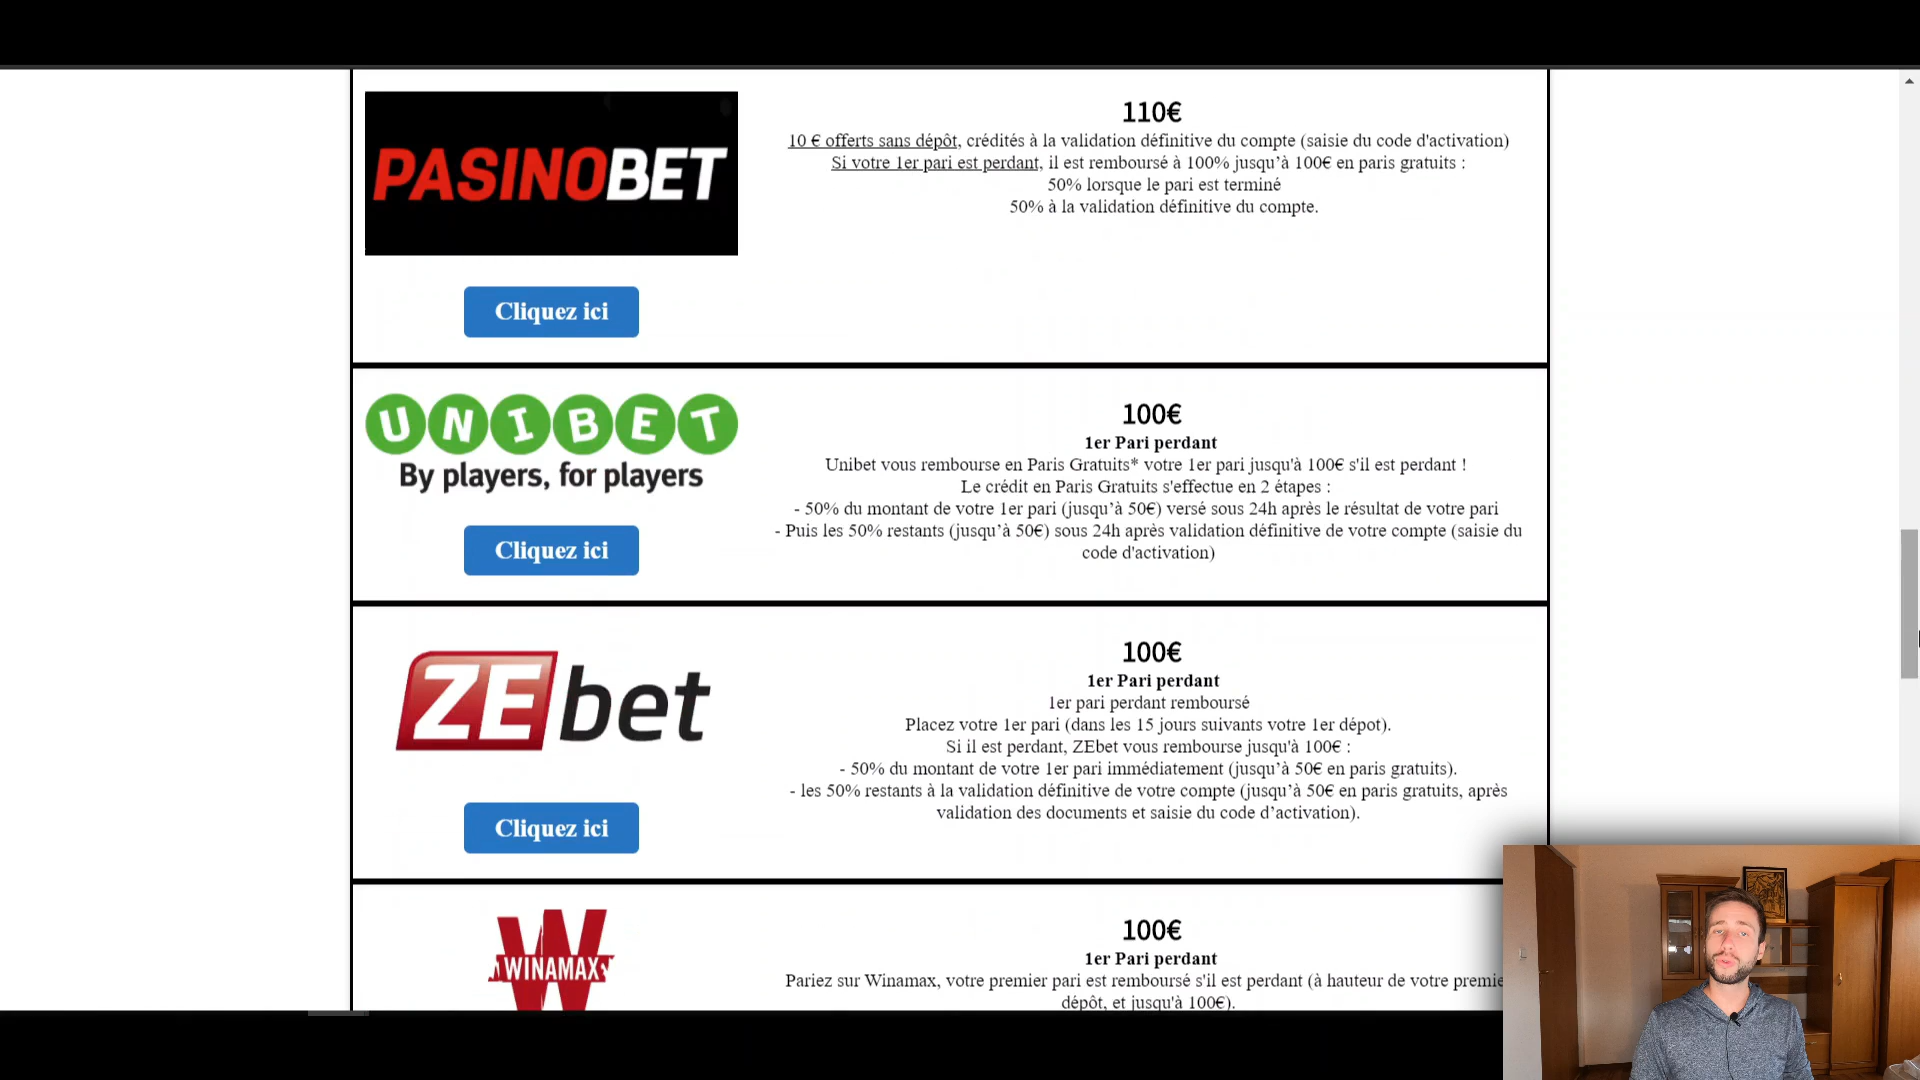 PASINOBET
110€
10 € offerts sans dépôt, crédités à la validation définitive du compte (saisie du code d'activation)
Si votre 1er pari est perdant, il est remboursé à 100% jusqu’à 100€ en paris gratuits :
50% lorsque le pari est terminé
50% à la validation définitive du compte.
Cliquez ici
UNIBET
By players, for players
100€
1er Pari perdant
Unibet vous rembourse en Paris Gratuits* votre 1er pari jusqu'à 100€ s'il est perdant !
Le crédit en Paris Gratuits s'effectue en 2 étapes :
- 50% du montant de votre 1er pari (jusqu’à 50€) versé sous 24h après le résultat de votre pari
- Puis les 50% restants (jusqu’à 50€) sous 24h après validation définitive de votre compte (saisie du
code d'activation)
Cliquez ici
ZEbet
100€
1er Pari perdant
1er pari perdant remboursé
Placez votre 1er pari (dans les 15 jours suivants votre 1er dépot).
Si il est perdant, ZEbet vous rembourse jusqu'à 100€ :
- 50% du montant de votre 1er pari immédiatement (jusqu’à 50€ en paris gratuits).
- les 50% restants à la validation définitive de votre compte (jusqu’à 50€ en paris gratuits, après
validation des documents et saisie du code d’activation).
Cliquez ici
W
WINAMAX
100€
1er Pari perdant
Pariez sur Winamax, votre premier pari est remboursé s'il est perdant (à hauteur de votre premie
dépôt, et jusqu'à 100€).